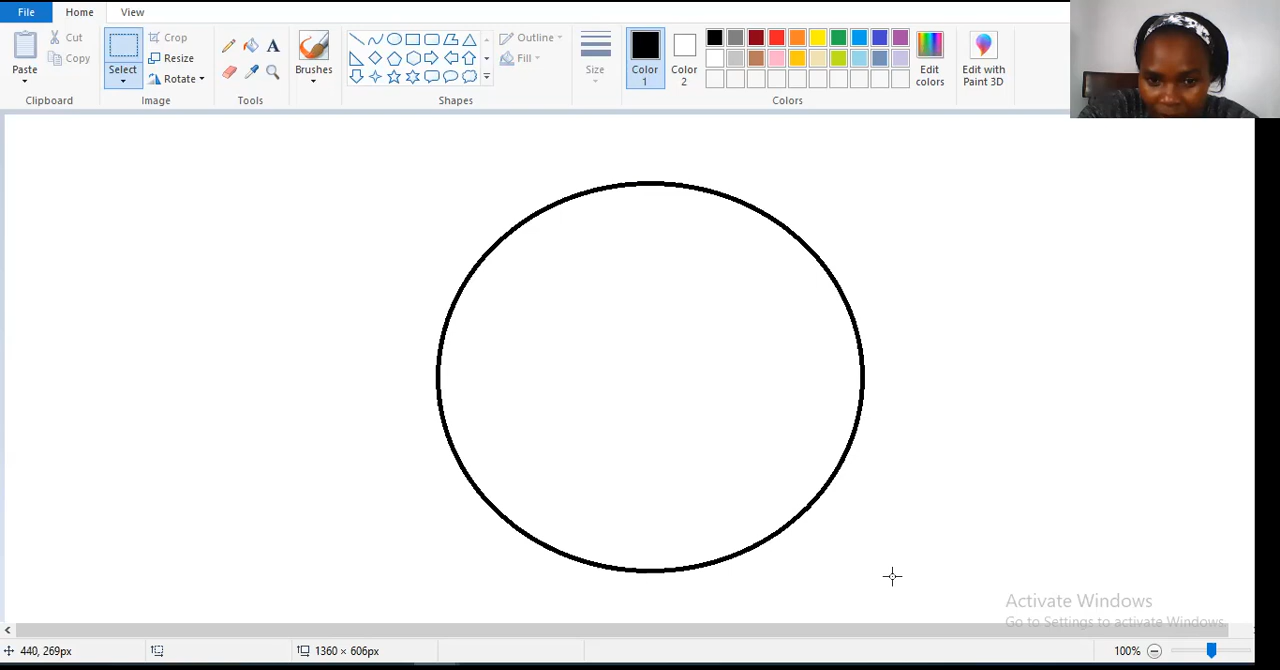 File Home View
Paste Cut Copy Clipboard
Select Crop Resize Rotate Image
A Tools
Brushes
Outline Fill Shapes
Size
Color 1 Color 2 Edit colors Colors
Edit with Paint 3D
Activate Windows
Go to Settings to activate Windows.
440, 269px 1360 × 606px 100%